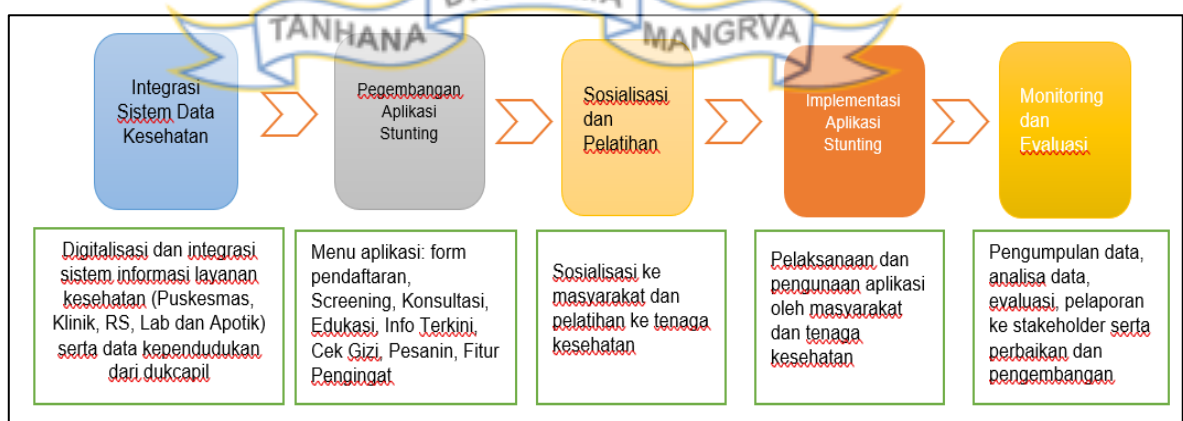 TANHANA
MANGRVA
Integrasi
Sistem Data
Kesehatan
Pegembangan
Aplikasi
Stunting
Sosialisasi
dan
Pelatihan
Implementasi
Aplikasi
Stunting
Monitoring
dan
Evaluasi
Digitalisasi dan integrasi
sistem informasi layanan
kesehatan (Puskesmas,
Klinik, RS, Lab dan Apotik)
serta data kependudukan
dari dukcapil
Menu aplikasi: form
pendaftaran,
Screening, Konsultasi,
Edukasi, Info Terkini,
Cek Gizi, Pesanin, Fitur
Pengingat
Sosialisasi ke
masyarakat dan
pelatihan ke tenaga
kesehatan
Pelaksanaan dan
pengunaan aplikasi
oleh masyarakat
dan tenaga
kesehatan
Pengumpulan data,
analisa data,
evaluasi, pelaporan
ke stakeholder serta
perbaikan dan
pengembangan